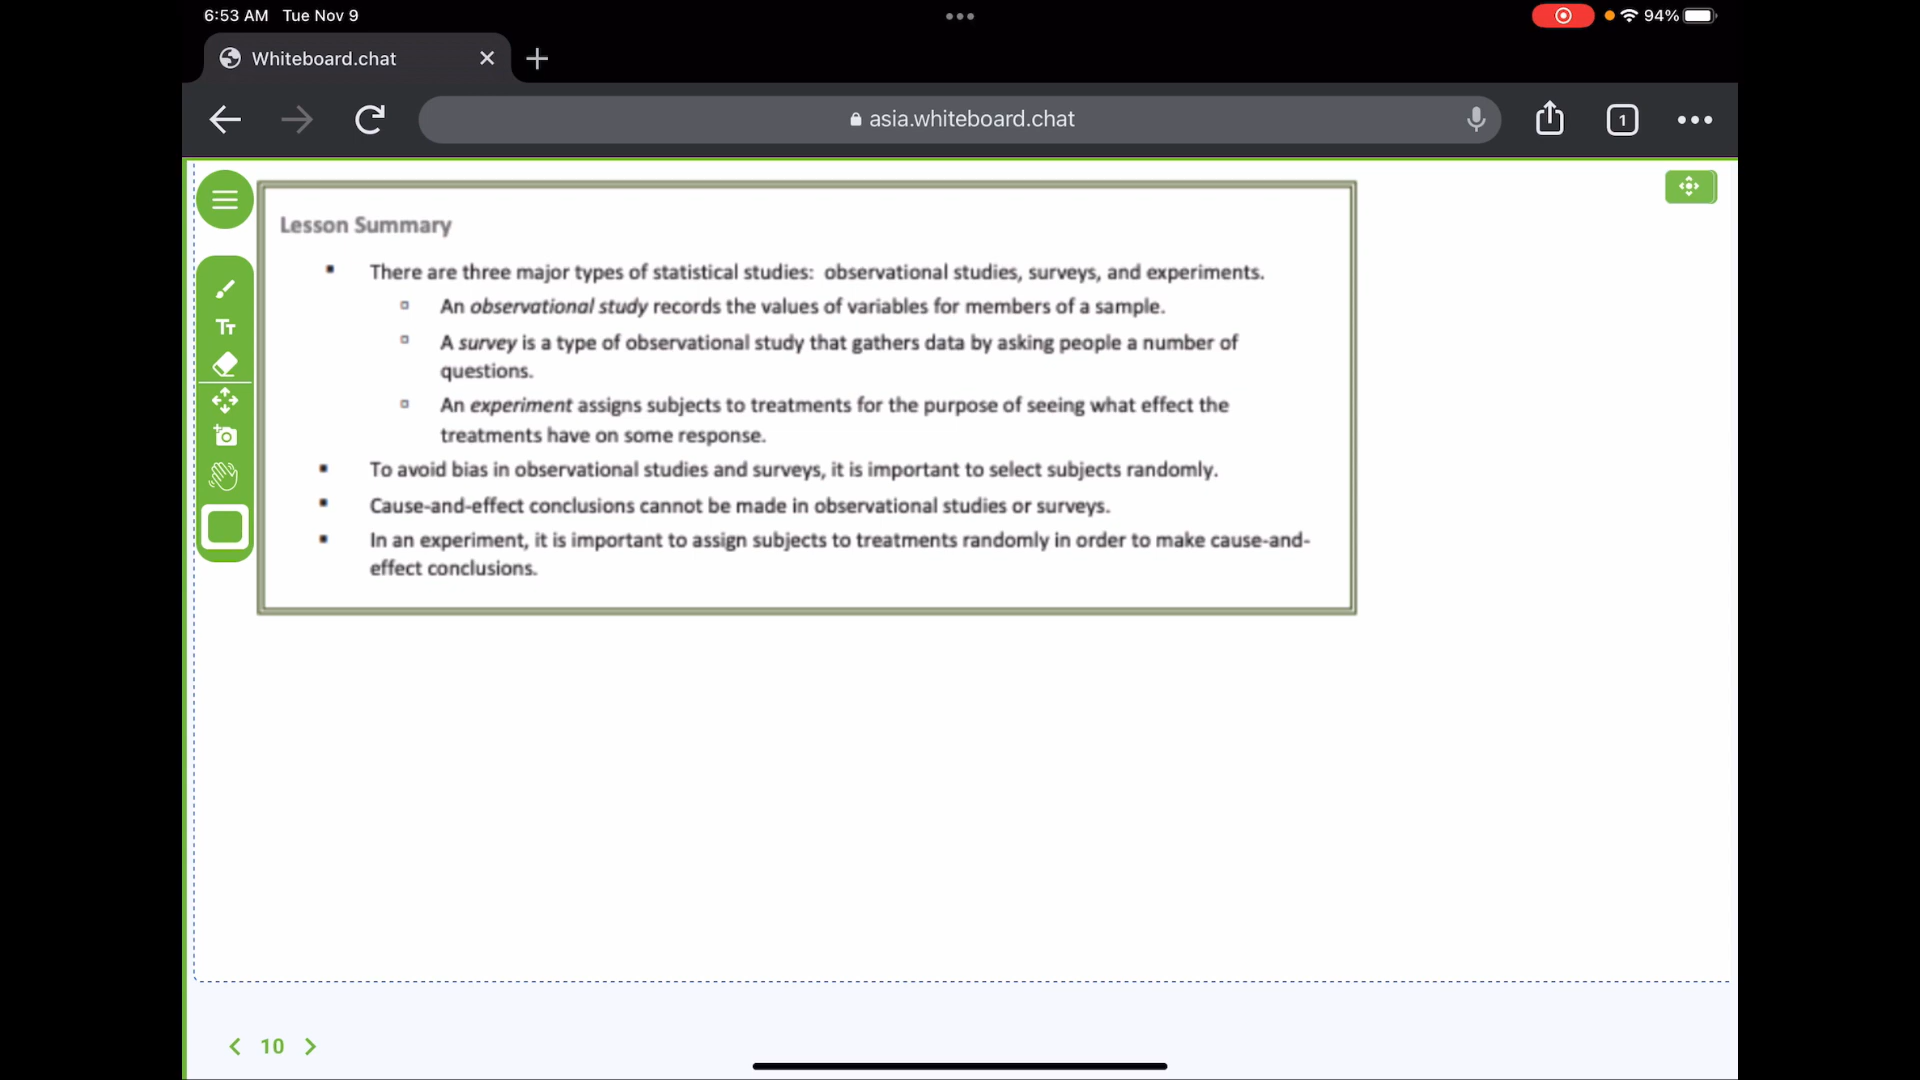 6:53 AM Tue Nov 9
94%
Whiteboard.chat
asia.whiteboard.chat
1
Lesson Summary
There are three major types of statistical studies: observational studies, surveys, and experiments.
An observational study records the values of variables for members of a sample.
A survey is a type of observational study that gathers data by asking people a number of
questions.
An experiment assigns subjects to treatments for the purpose of seeing what effect the
treatments have on some response.
To avoid bias in observational studies and surveys, it is important to select subjects randomly.
Cause-and-effect conclusions cannot be made in observational studies or surveys.
In an experiment, it is important to assign subjects to treatments randomly in order to make cause-and-
effect conclusions.
TT
10